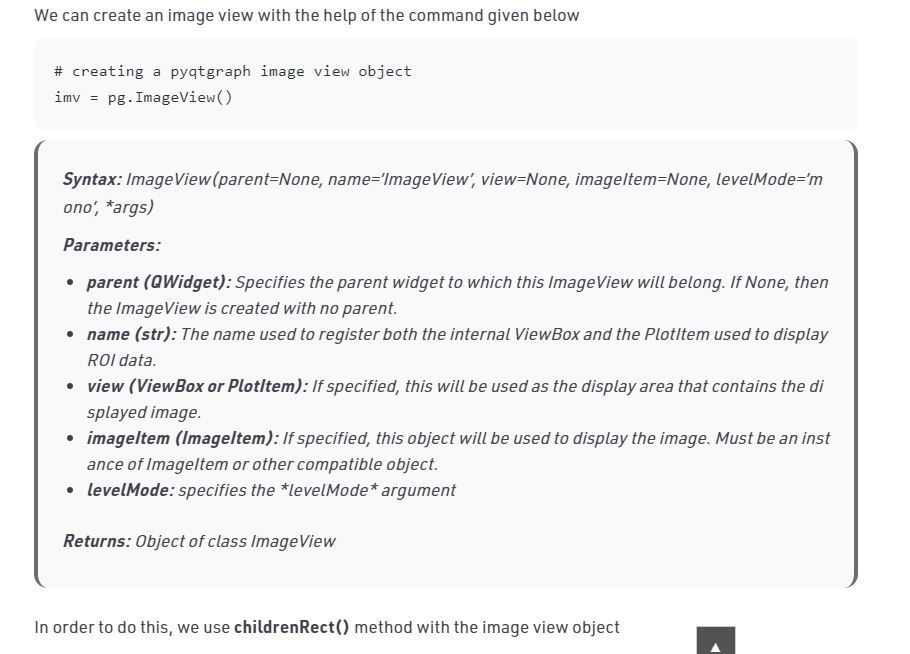 We can create an image view with the help of the command given below
# creating a pyqtgraph image view object
imv = pg.ImageView()
Syntax: ImageView(parent=None, name=’ImageView’, view=None, imageItem=None, levelMode=’m
ono’, *args)
Parameters:
• parent (QWidget): Specifies the parent widget to which this ImageView will belong. If None, then
the ImageView is created with no parent.
• name (str): The name used to register both the internal ViewBox and the PlotItem used to display
ROI data.
• view (ViewBox or PlotItem): If specified, this will be used as the display area that contains the di
splayed image.
• imageItem (ImageItem): If specified, this object will be used to display the image. Must be an inst
ance of ImageItem or other compatible object.
• levelMode: specifies the *levelMode* argument
Returns: Object of class ImageView
In order to do this, we use childrenRect() method with the image view object